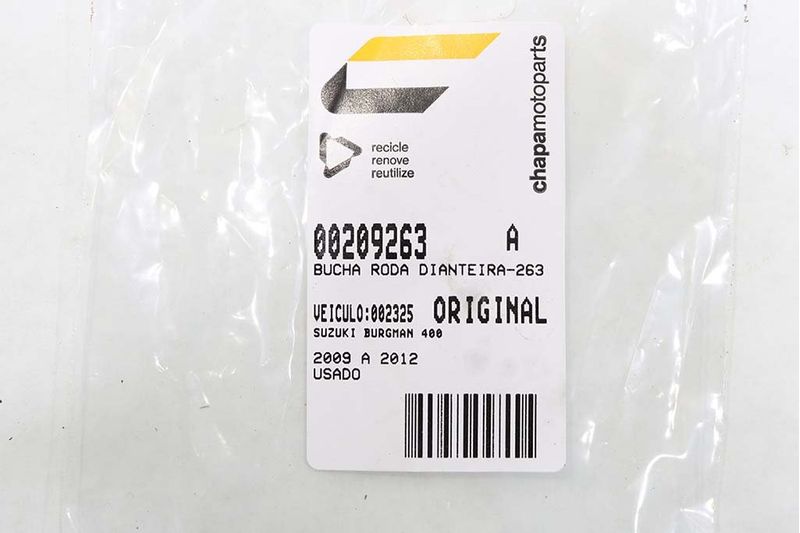 chapamotoparts
recicle
renove
reutilize
00209263 A
BUCHA RODA DIANTEIRA-263
VEICULO:002325 ORIGINAL
SUZUKI BURGMAN 400
2009 A 2012
USADO